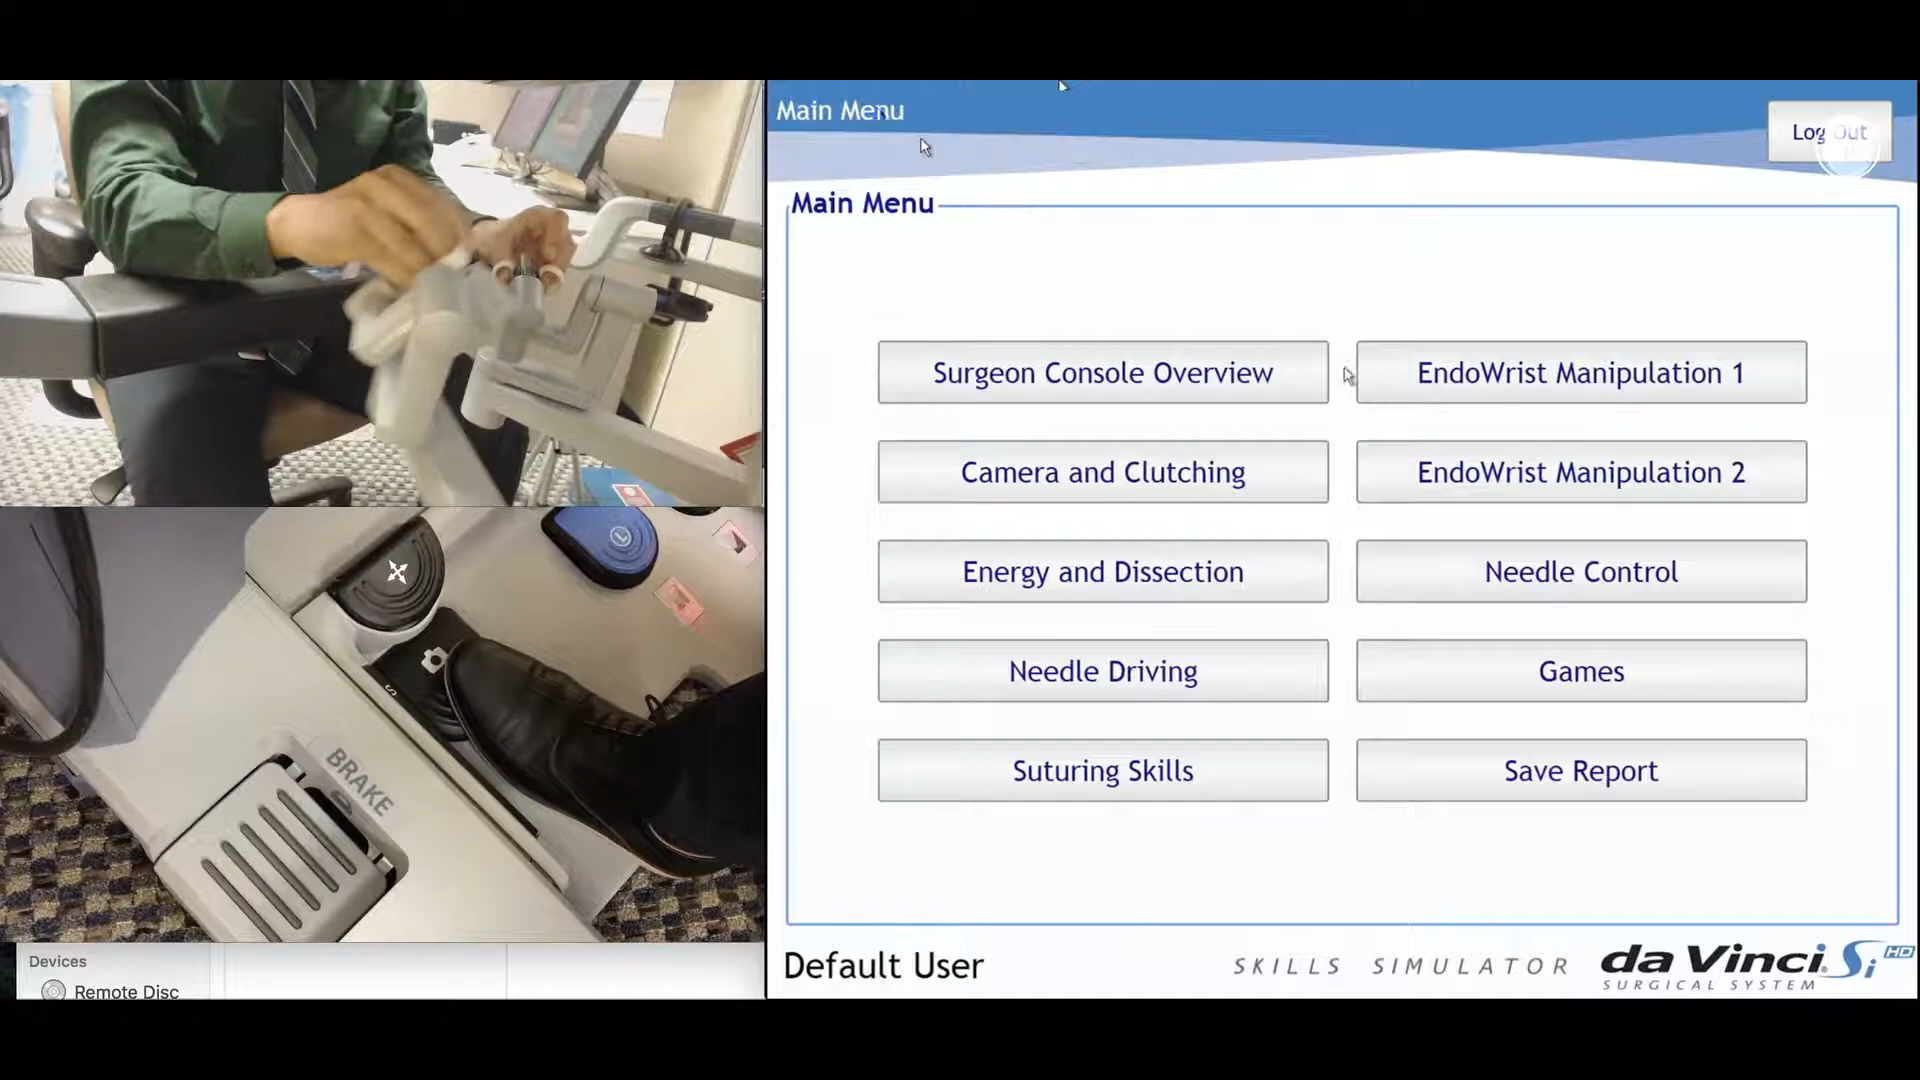 Main Menu
Log Out
Main Menu
Surgeon Console Overview
EndoWrist Manipulation 1
Camera and Clutching
EndoWrist Manipulation 2
Energy and Dissection
Needle Control
Needle Driving
Games
Suturing Skills
Save Report
Default User
SKILLS SIMULATOR
da Vinci Si HD
SURGICAL SYSTEM
L
BRAKE
Devices
Remote Disc